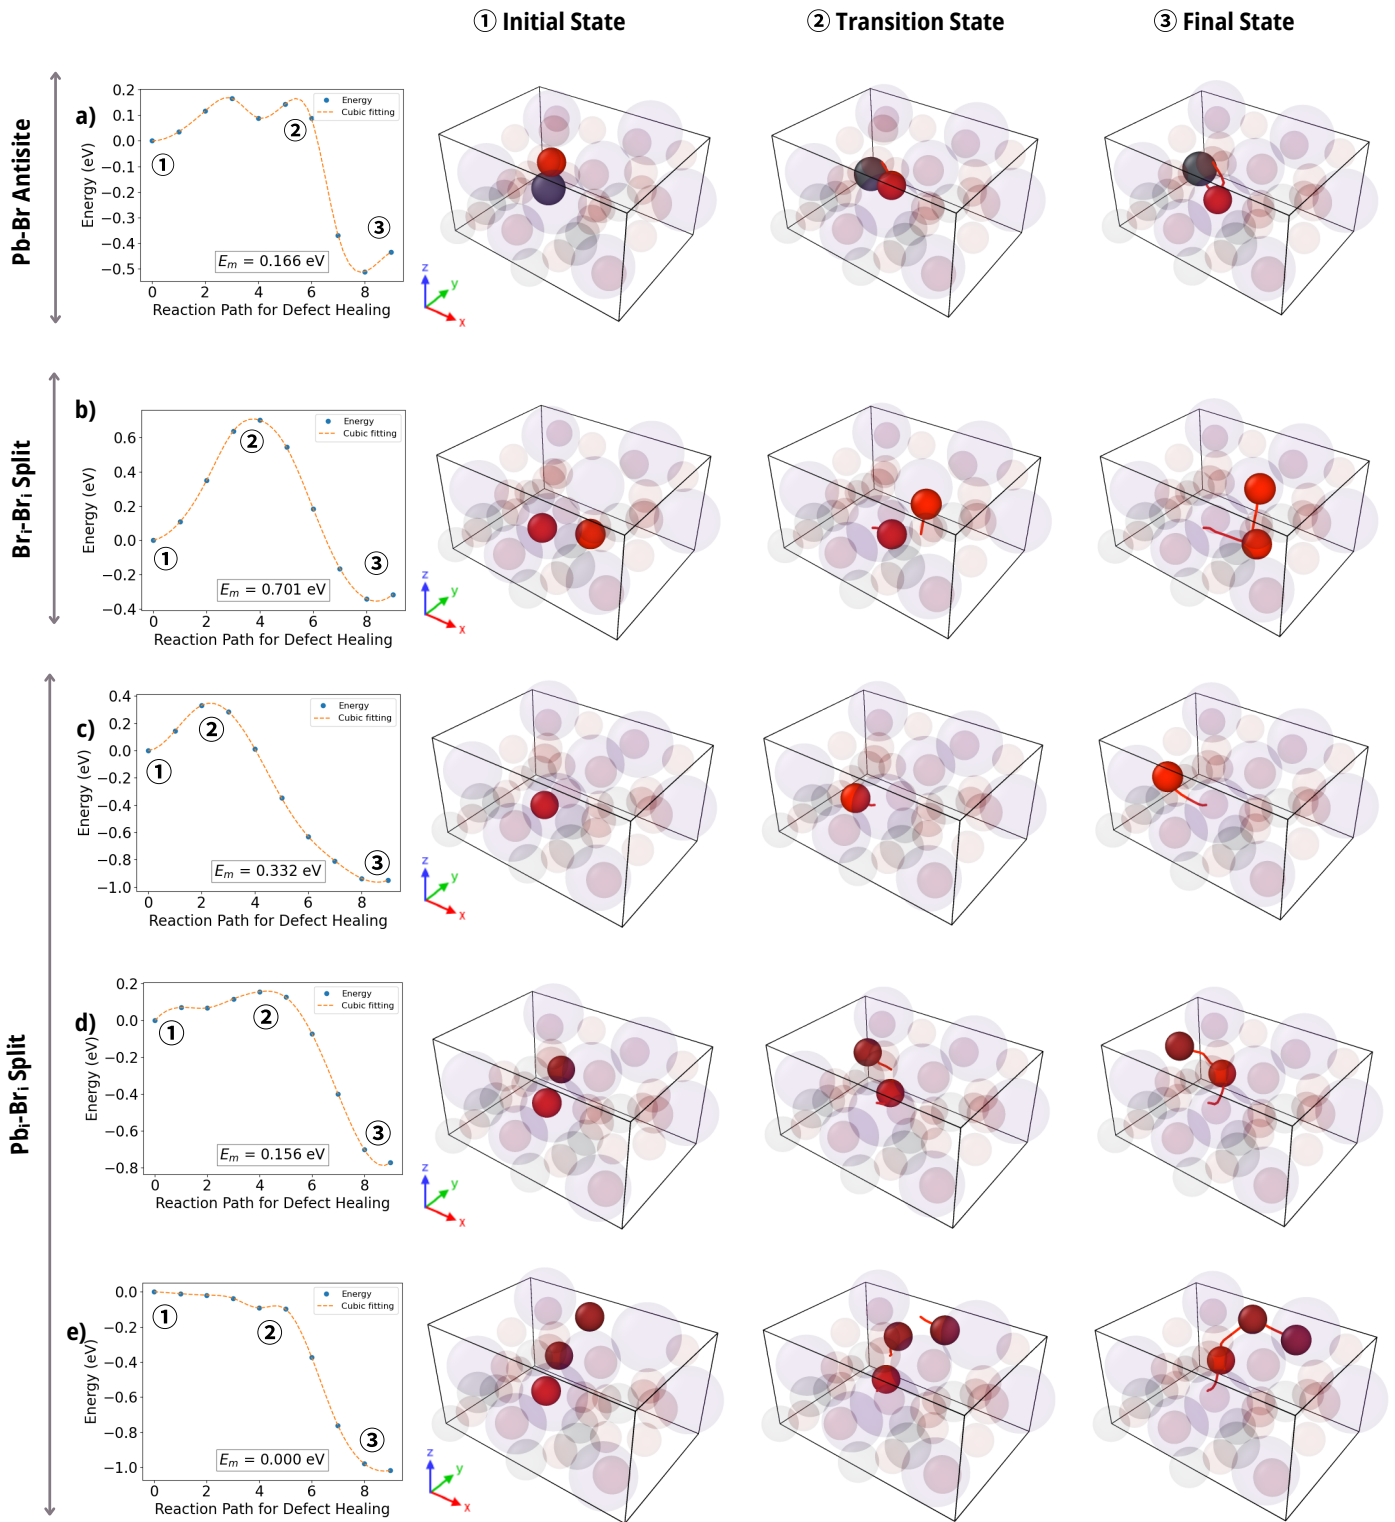 ① Initial State
② Transition State
③ Final State
Pb-Br Antisite
a)
0.2
0.1
0.0
−0.1
−0.2
−0.3
−0.4
−0.5
Energy (eV)
Energy
Cubic fitting
①
②
③
Eₘ = 0.166 eV
0 2 4 6 8
Reaction Path for Defect Healing
z
y
x
Brᵢ-Brᵢ Split
b)
0.6
0.4
0.2
0.0
−0.2
−0.4
Energy (eV)
Energy
Cubic fitting
①
②
③
Eₘ = 0.701 eV
0 2 4 6 8
Reaction Path for Defect Healing
z
y
x
Pbᵢ-Brᵢ Split
c)
0.4
0.2
0.0
−0.2
−0.4
−0.6
−0.8
−1.0
Energy (eV)
Energy
Cubic fitting
①
②
③
Eₘ = 0.332 eV
0 2 4 6 8
Reaction Path for Defect Healing
z
y
x
d)
0.2
0.0
−0.2
−0.4
−0.6
−0.8
Energy (eV)
Energy
Cubic fitting
①
②
③
Eₘ = 0.156 eV
0 2 4 6 8
Reaction Path for Defect Healing
z
y
x
e)
0.0
−0.2
−0.4
−0.6
−0.8
−1.0
Energy (eV)
Energy
Cubic fitting
①
②
③
Eₘ = 0.000 eV
0 2 4 6 8
Reaction Path for Defect Healing
z
y
x